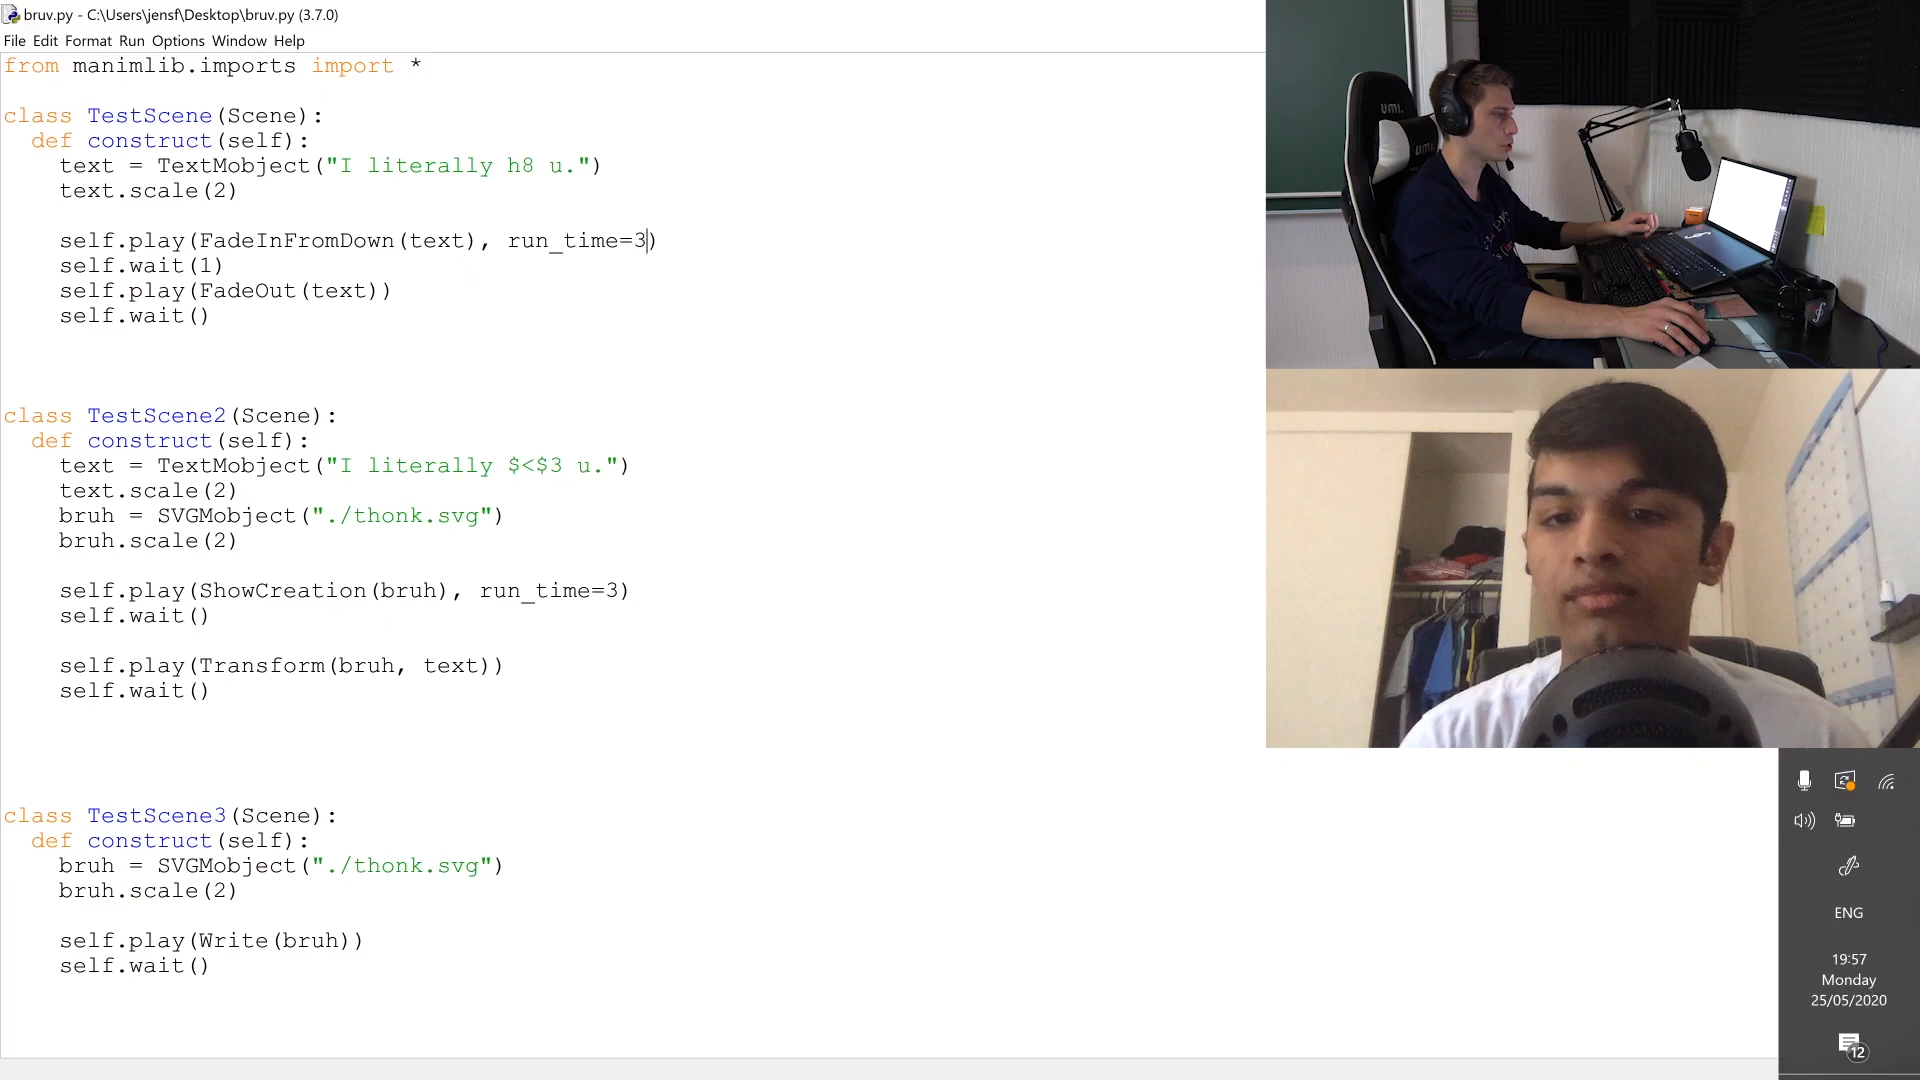 bruv.py - C:\Users\jensf\Desktop\bruv.py (3.7.0)
File Edit Format Run Options Window Help
from manimlib.imports import *
class TestScene(Scene):
  def construct(self):
    text = TextMobject("I literally h8 u.")
    text.scale(2)
    self.play(FadeInFromDown(text), run_time=3)
    self.wait(1)
    self.play(FadeOut(text))
    self.wait()
class TestScene2(Scene):
  def construct(self):
    text = TextMobject("I literally $<$3 u.")
    text.scale(2)
    bruh = SVGMobject("./thonk.svg")
    bruh.scale(2)
    self.play(ShowCreation(bruh), run_time=3)
    self.wait()
    self.play(Transform(bruh, text))
    self.wait()
class TestScene3(Scene):
  def construct(self):
    bruh = SVGMobject("./thonk.svg")
    bruh.scale(2)
    self.play(Write(bruh))
    self.wait()
umi.
umi.
ENG
19:57
Monday
25/05/2020
12